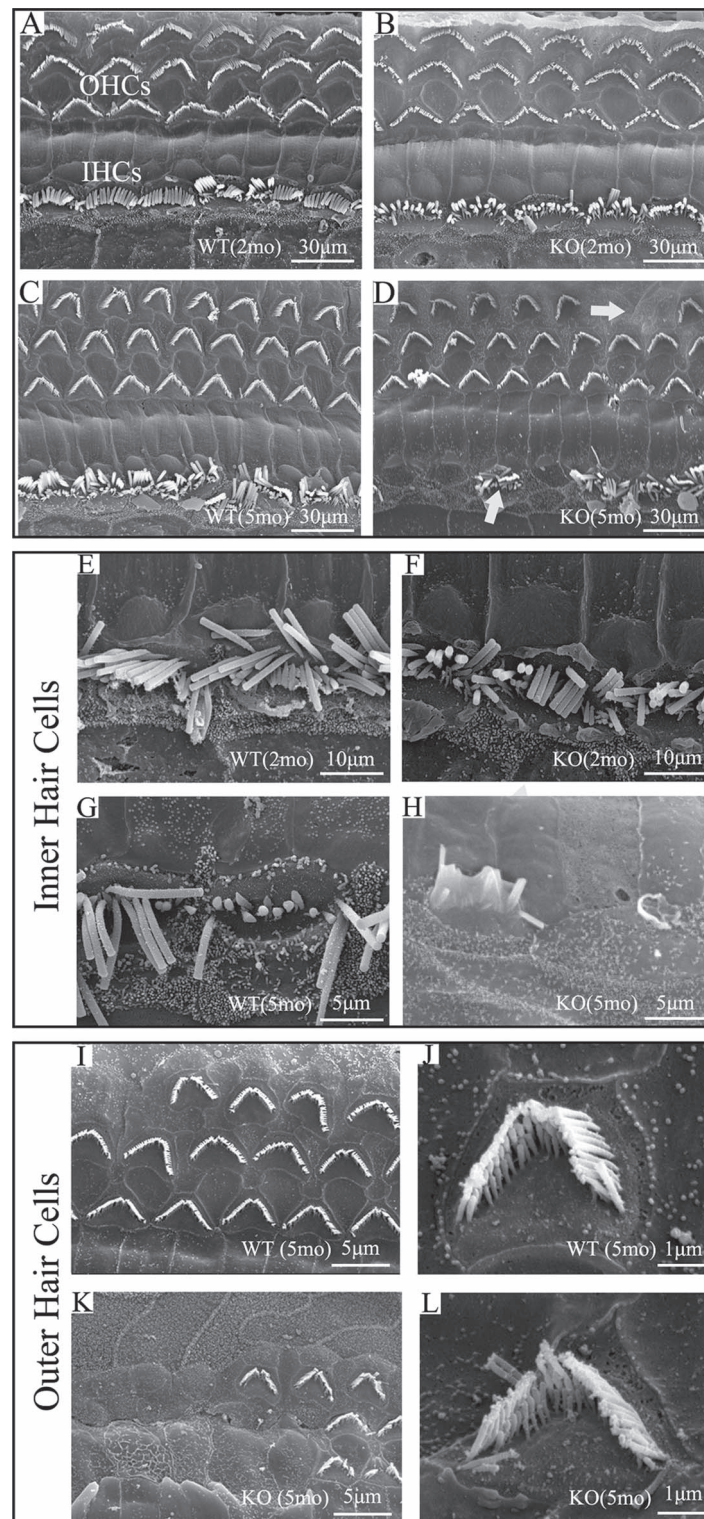 A
OHCs
IHCs
WT(2mo) 30μm
B
KO(2mo) 30μm
C
WT(5mo) 30μm
D
KO(5mo) 30μm
Inner Hair Cells
E
WT(2mo) 10μm
F
KO(2mo) 10μm
G
WT(5mo) 5μm
H
KO(5mo) 5μm
Outer Hair Cells
I
WT (5mo) 5μm
J
WT (5mo) 1μm
K
KO (5mo) 5μm
L
KO(5mo) 1μm